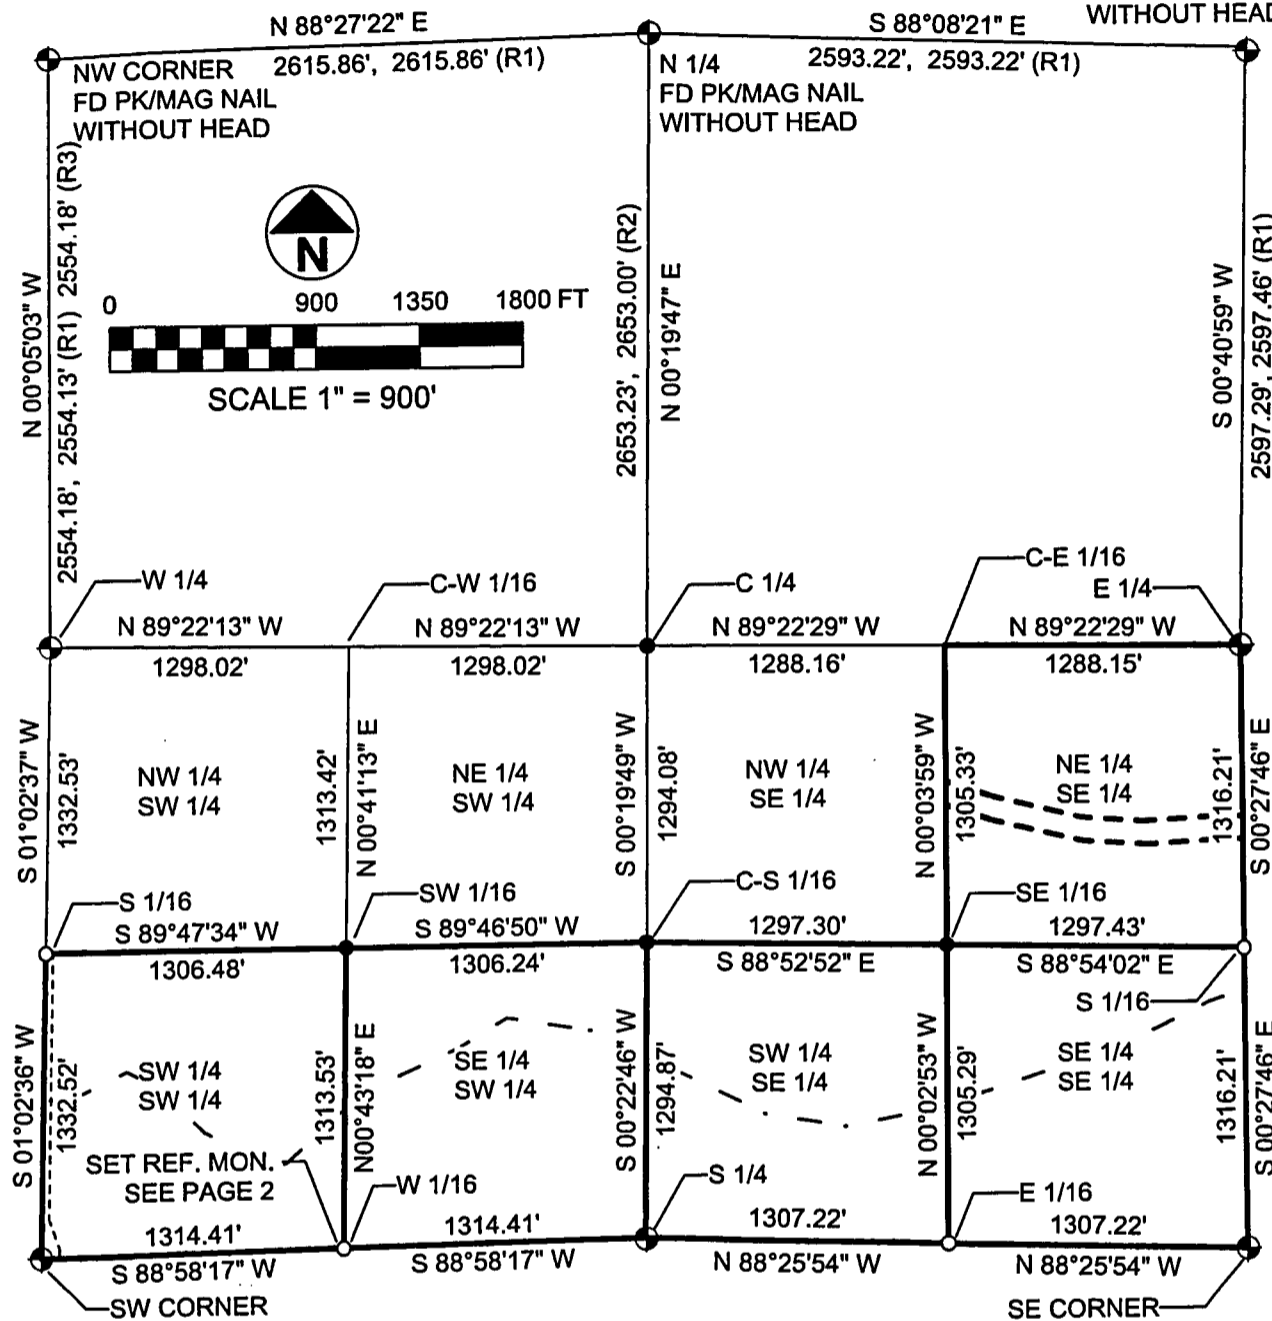 WITHOUT HEAD
N 88°27'22" E
S 88°08'21" E
2615.86', 2615.86' (R1)
2593.22', 2593.22' (R1)
NW CORNER
FD PK/MAG NAIL
WITHOUT HEAD
N 1/4
FD PK/MAG NAIL
WITHOUT HEAD
N 00°05'03" W
2554.18', 2554.13' (R1) 2554.18' (R3)
N
0 900 1350 1800 FT
SCALE 1" = 900'
2653.23', 2653.00' (R2)
N 00°19'47" E
S 00°40'59" W
2597.29', 2597.46' (R1)
W 1/4
C-W 1/16
C 1/4
C-E 1/16
E 1/4
N 89°22'13" W
N 89°22'13" W
N 89°22'29" W
N 89°22'29" W
1298.02'
1298.02'
1288.16'
1288.15'
S 01°02'37" W
1332.53'
NW 1/4
SW 1/4
1313.42'
N 00°41'13" E
NE 1/4
SW 1/4
S 00°19'49" W
1294.08'
NW 1/4
SE 1/4
N 00°03'59" W
1305.33'
NE 1/4
SE 1/4
1316.21'
S 00°27'46" E
S 1/16
SW 1/16
C-S 1/16
SE 1/16
S 89°47'34" W
S 89°46'50" W
1297.30'
1297.43'
1306.48'
1306.24'
S 88°52'52" E
S 88°54'02" E
S 1/16
S 01°02'36" W
1332.52'
SW 1/4
SW 1/4
1313.53'
N00°43'18" E
SE 1/4
SW 1/4
S 00°22'46" W
1294.87'
SW 1/4
SE 1/4
N 00°02'53" W
1305.29'
SE 1/4
SE 1/4
1316.21'
S 00°27'46" E
SET REF. MON.
SEE PAGE 2
W 1/16
S 1/4
E 1/16
1314.41'
1314.41'
1307.22'
1307.22'
S 88°58'17" W
S 88°58'17" W
N 88°25'54" W
N 88°25'54" W
SW CORNER
SE CORNER